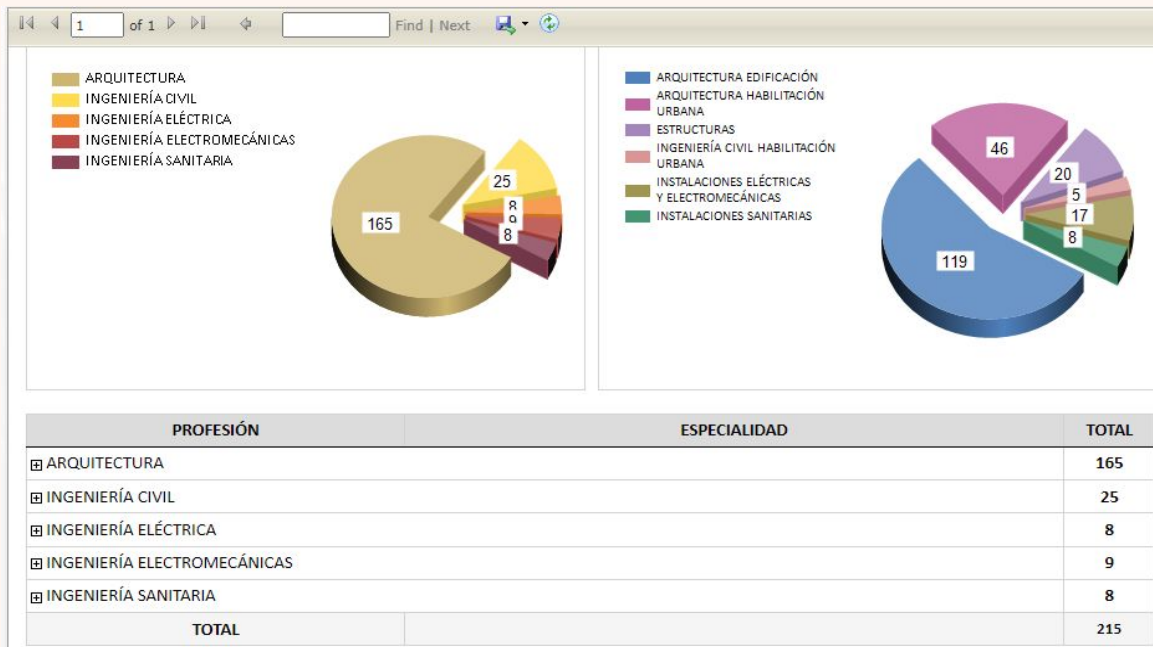 1 of 1 Find | Next
ARQUITECTURA
INGENIERÍA CIVIL
INGENIERÍA ELÉCTRICA
INGENIERÍA ELECTROMECÁNICAS
INGENIERÍA SANITARIA
165
25
8
9
8
ARQUITECTURA EDIFICACIÓN
ARQUITECTURA HABILITACIÓN
URBANA
ESTRUCTURAS
INGENIERÍA CIVIL HABILITACIÓN
URBANA
INSTALACIONES ELÉCTRICAS
Y ELECTROMECÁNICAS
INSTALACIONES SANITARIAS
46
20
5
17
8
119
PROFESIÓN ESPECIALIDAD TOTAL
ARQUITECTURA 165
INGENIERÍA CIVIL 25
INGENIERÍA ELÉCTRICA 8
INGENIERÍA ELECTROMECÁNICAS 9
INGENIERÍA SANITARIA 8
TOTAL 215